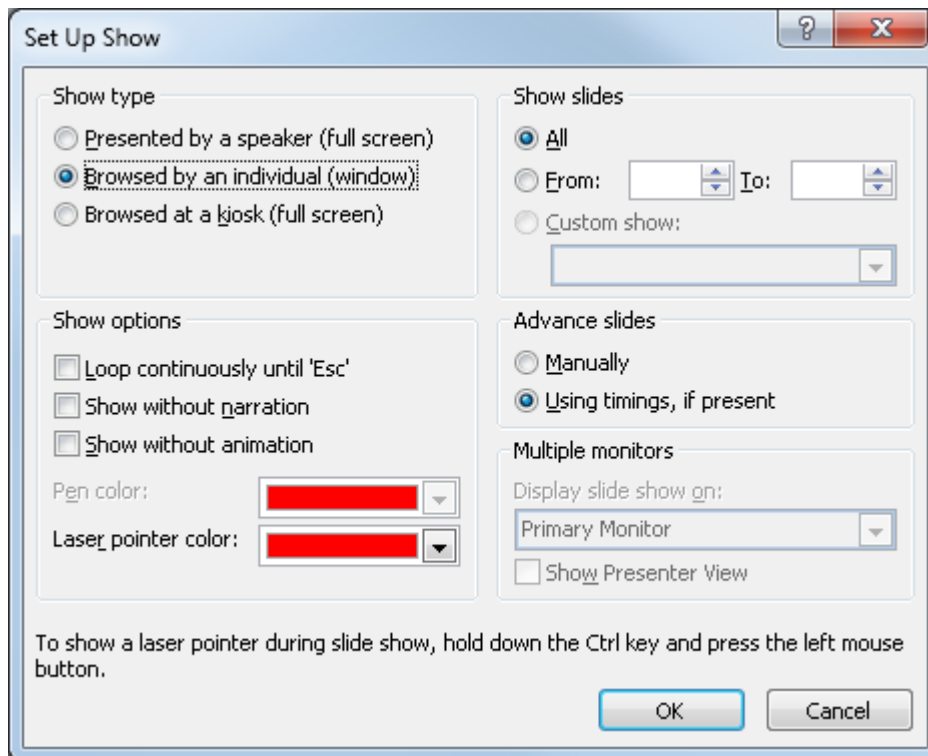 Set Up Show
Show type
Presented by a speaker (full screen)
Browsed by an individual (window)
Browsed at a kiosk (full screen)
Show slides
All
From: To:
Custom show:
Show options
Loop continuously until 'Esc'
Show without narration
Show without animation
Pen color:
Laser pointer color:
Advance slides
Manually
Using timings, if present
Multiple monitors
Display slide show on:
Primary Monitor
Show Presenter View
To show a laser pointer during slide show, hold down the Ctrl key and press the left mouse
button.
OK Cancel